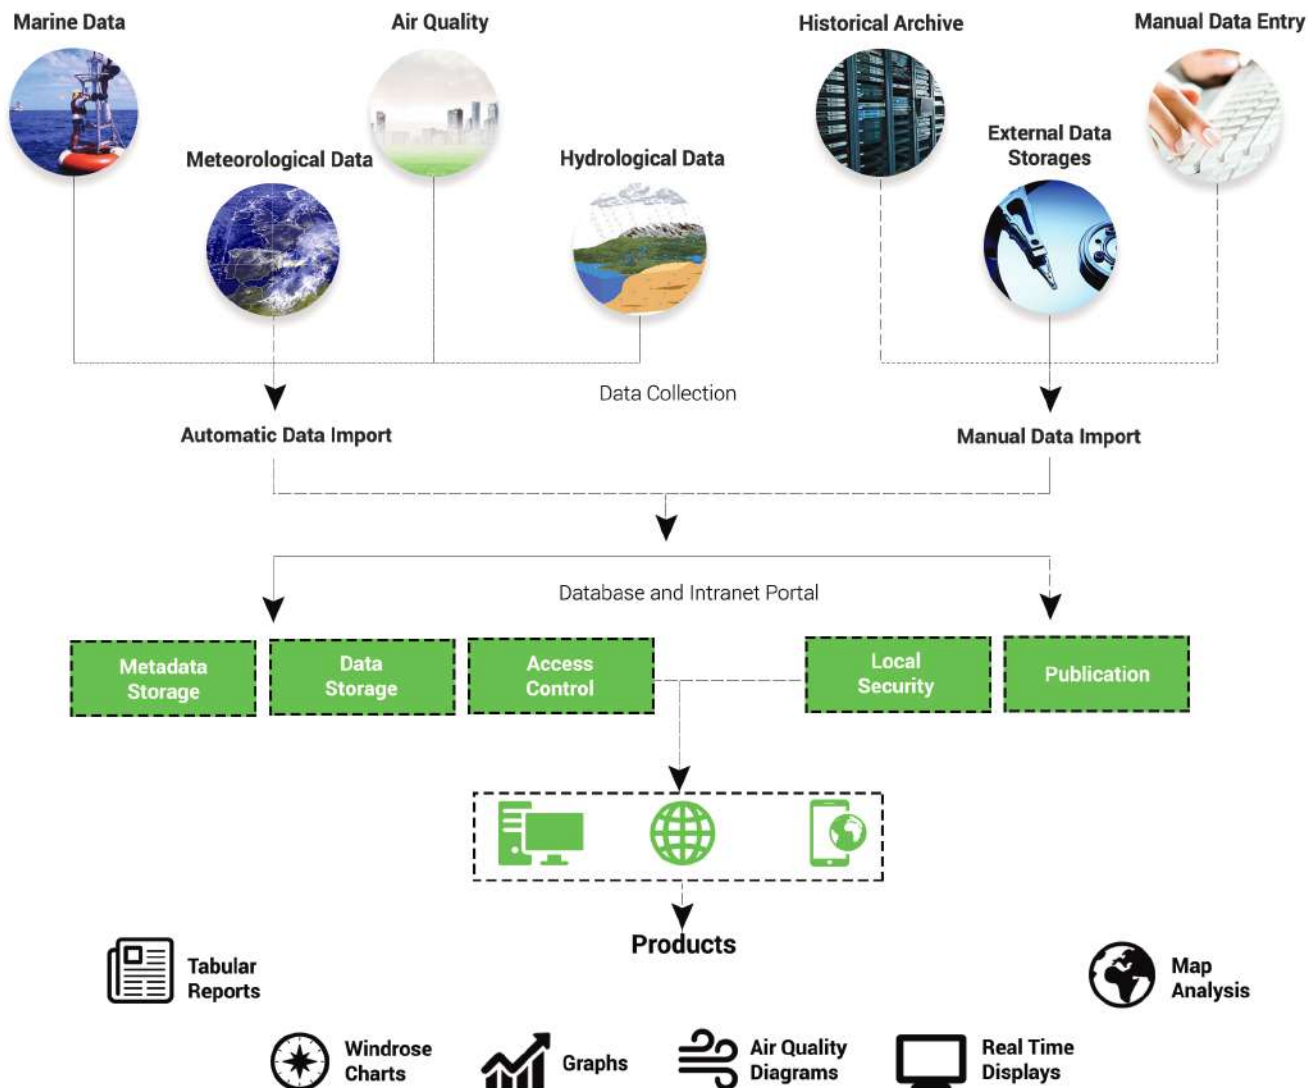 Marine Data
Air Quality
Historical Archive
Manual Data Entry
Meteorological Data
Hydrological Data
External Data
Storages
Data Collection
Automatic Data Import
Manual Data Import
Database and Intranet Portal
Metadata
Storage
Data
Storage
Access
Control
Local
Security
Publication
Products
Tabular
Reports
Map
Analysis
Windrose
Charts
Graphs
Air Quality
Diagrams
Real Time
Displays